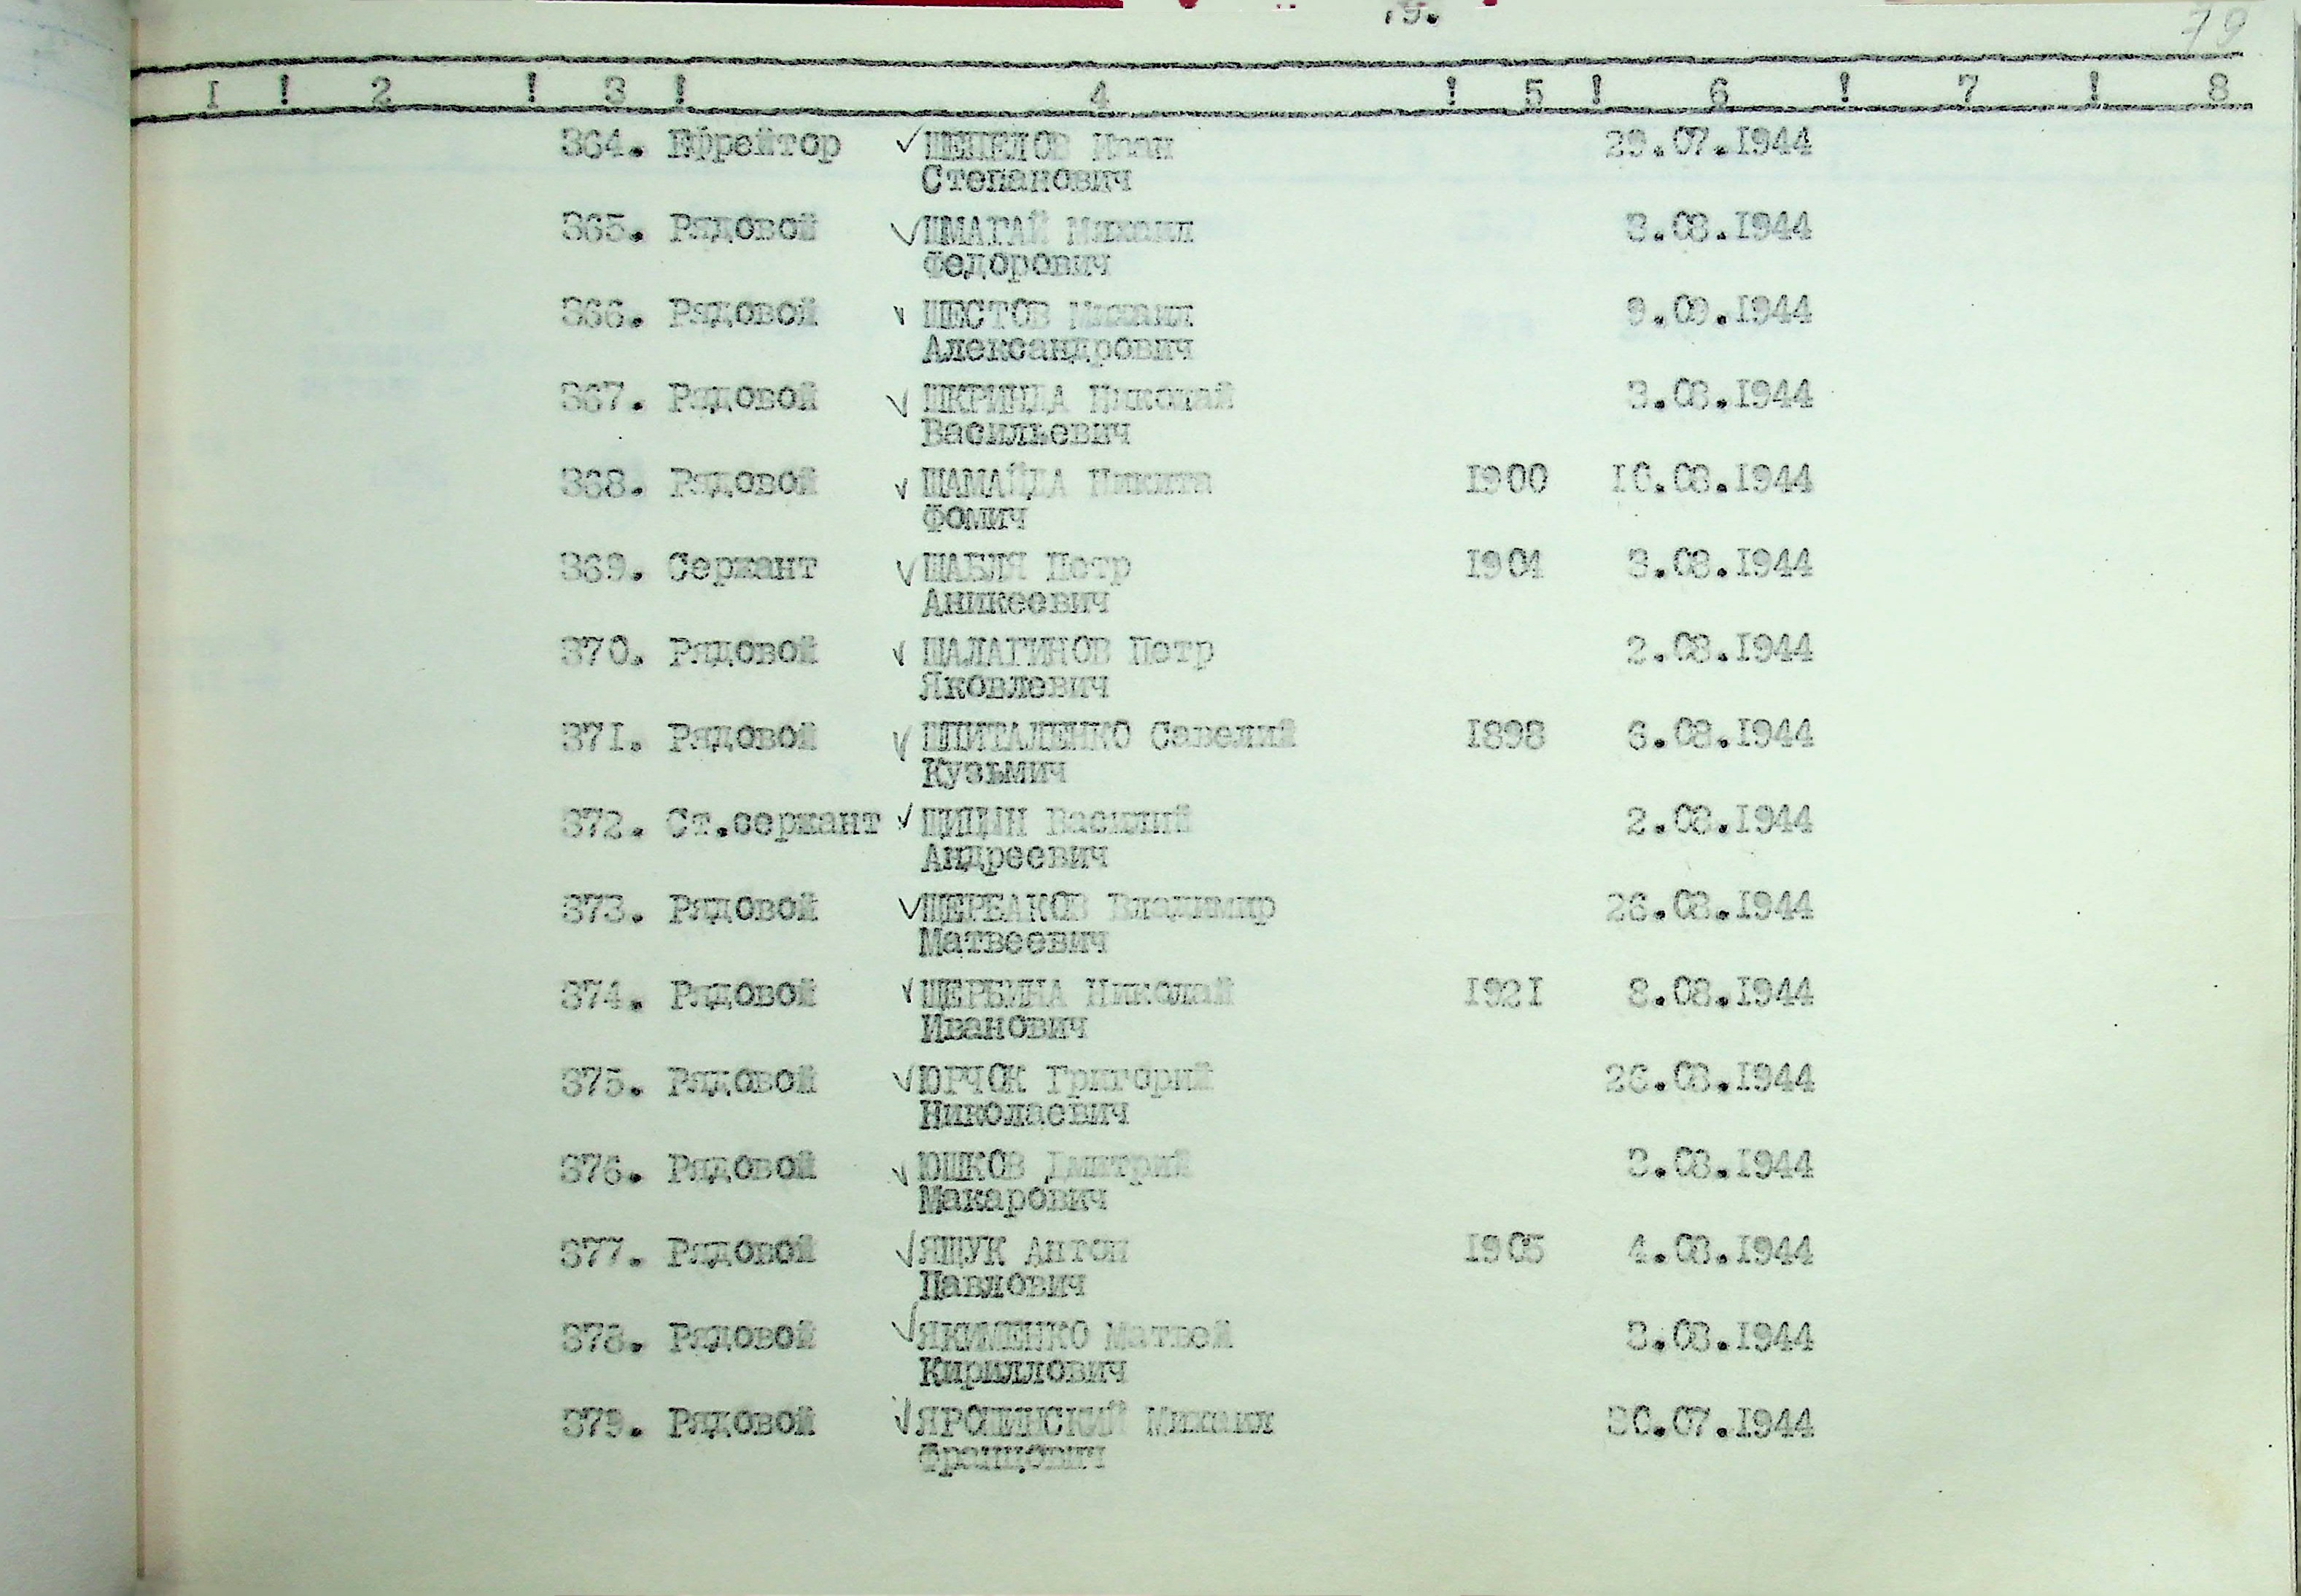 79
I ! 2 ! 3 ! 4 ! 5 ! 6 ! 7 ! 8
364. Ефрейтор ШЕПЕЛОВ Иван 29.07.1944
Степанович
365. Рядовой ШМАГАЙ Михаил 3.08.1944
Федорович
366. Рядовой ШЕСТОВ Михаил 9.09.1944
Александрович
367. Рядовой ШКРИНДА Николай 3.08.1944
Васильевич
368. Рядовой ШАМАЙДА Никита 1900 16.08.1944
Фомич
369. Сержант ШАБЛЯ Петр 1904 3.08.1944
Аникеевич
370. Рядовой ШАЛАГИНОВ Петр 2.08.1944
Яковлевич
371. Рядовой ШПИТАЛЕНКО Савелий 1898 6.08.1944
Кузьмич
372. Ст.сержант Василий 2.08.1944
Андреевич
373. Рядовой ЩЕРБАКОВ Владимир 26.08.1944
Матвеевич
374. Рядовой ЩЕРБИНА Николай 1921 8.08.1944
Иванович
375. Рядовой ЮРЧОК Григорий 26.08.1944
Николаевич
376. Рядовой ЮШКОВ Дмитрий 3.08.1944
Макарович
377. Рядовой ЯЩУК Антон 1905 4.08.1944
Павлович
378. Рядовой ЯКИМЕНКО Матвей 3.08.1944
Кириллович
379. Рядовой ЯРОШИНСКИЙ Михаил 30.07.1944
Францович